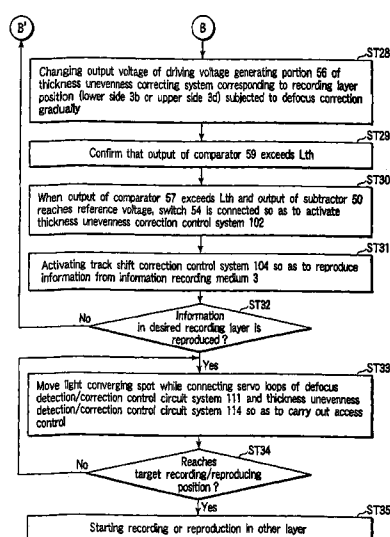 B'
B
ST28
Changing output voltage of driving voltage generating portion 56 of
thickness unevenness correcting system corresponding to recording layer
position (lower side 3b or upper side 3d) subjected to defocus correction
gradually
ST29
Confirm that output of comparator 59 exceeds Lth
ST30
When output of comparator 57 exceeds Lth and output of subtractor 50
reaches reference voltage, switch 54 is connected so as to activate
thickness unevenness correction control system 102
ST31
Activating track shift correction control system 104 so as to reproduce
information from information recording medium 3
ST32
No
Information
in desired recording layer is
reproduced ?
Yes
ST33
Move light converging spot while connecting servo loops of defocus
detection/correction control circuit system 111 and thickness unevenness
detection/correction control circuit system 114 so as to carry out access
control
ST34
No
Reaches
target recording/reproducing
position ?
Yes
ST35
Starting recording or reproduction in other layer